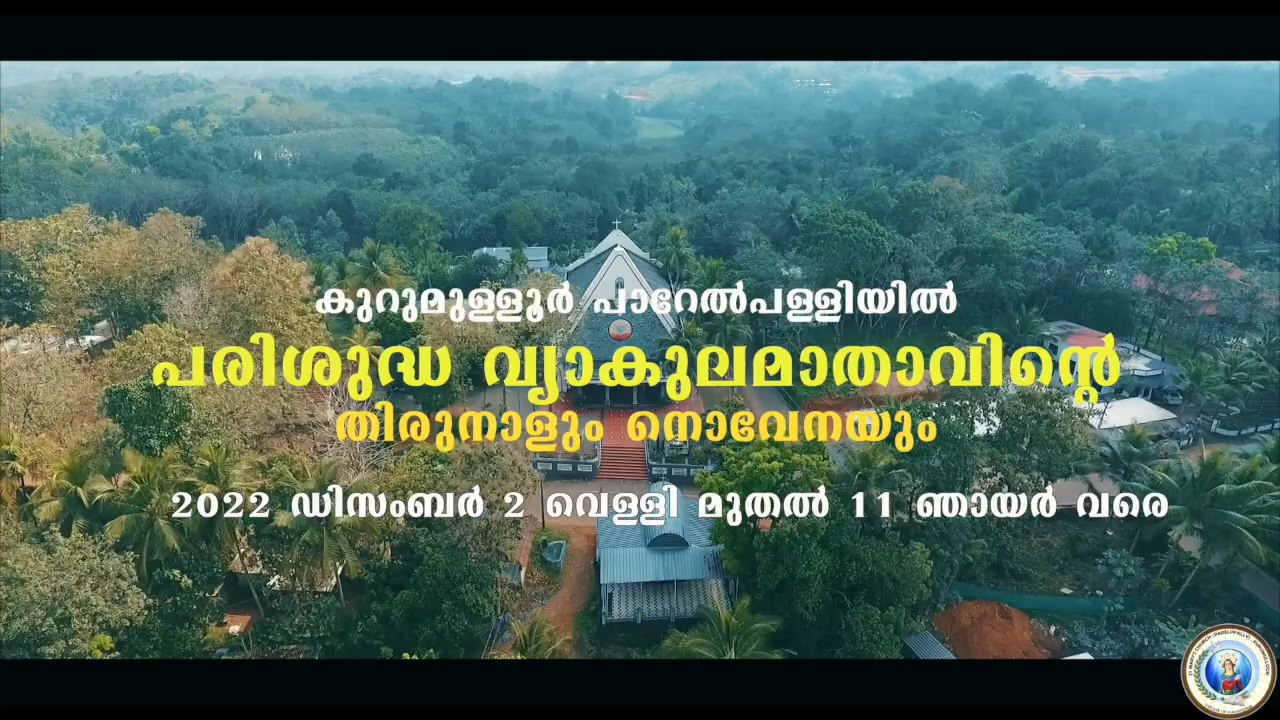 കുറുമുള്ളൂർ പാറേൽപള്ളിയിൽ
പരിശുദ്ധ വ്യാകുലമാതാവിന്റെ
തിരുനാളും നൊവേനയും
2022 ഡിസംബർ 2 വെള്ളി മുതൽ 11 ഞായർ വരെ